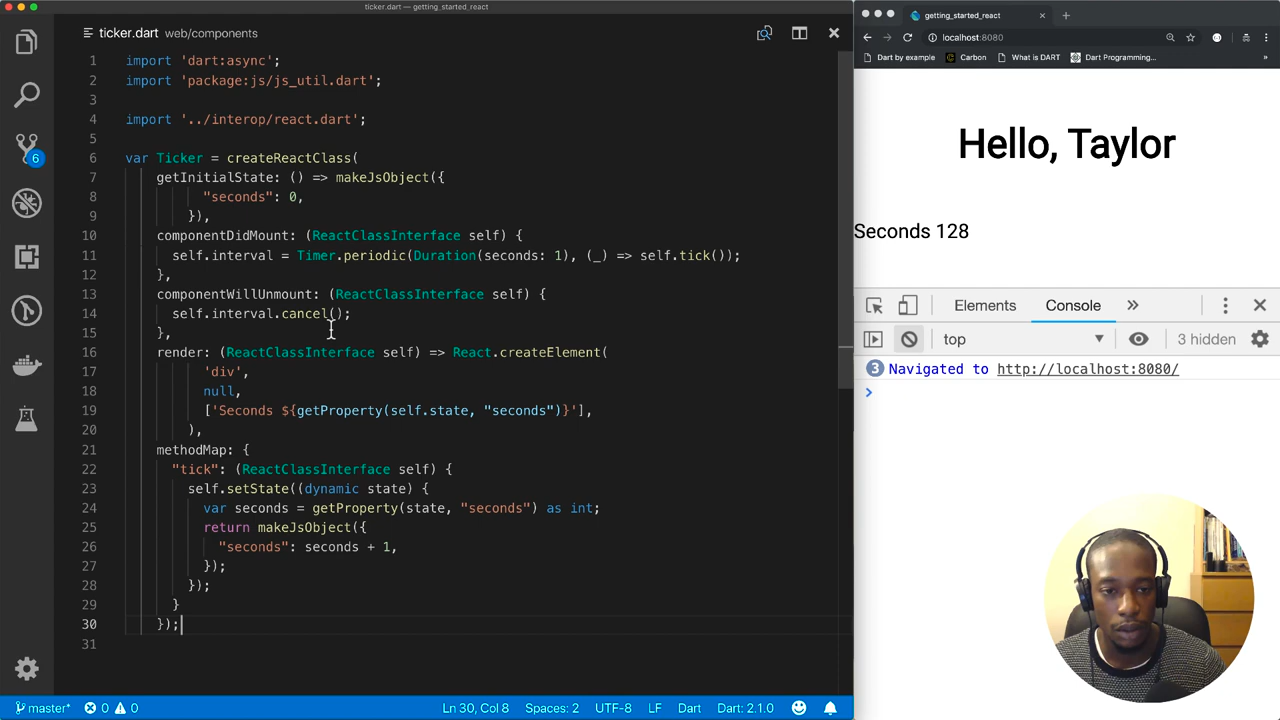 ticker.dart — getting_started_react
ticker.dart web/components
1 import 'dart:async';
2 import 'package:js/js_util.dart';
3
4 import '../interop/react.dart';
5
6 var Ticker = createReactClass(
7 getInitialState: () => makeJsObject({
8 "seconds": 0,
9 }),
10 componentDidMount: (ReactClassInterface self) {
11 self.interval = Timer.periodic(Duration(seconds: 1), (_) => self.tick());
12 },
13 componentWillUnmount: (ReactClassInterface self) {
14 self.interval.cancel();
15 },
16 render: (ReactClassInterface self) => React.createElement(
17 'div',
18 null,
19 ['Seconds ${getProperty(self.state, "seconds")}'],
20 ),
21 methodMap: {
22 "tick": (ReactClassInterface self) {
23 self.setState((dynamic state) {
24 var seconds = getProperty(state, "seconds") as int;
25 return makeJsObject({
26 "seconds": seconds + 1,
27 });
28 });
29 }
30 });
31
6
master* 0 0 Ln 30, Col 8 Spaces: 2 UTF-8 LF Dart Dart: 2.1.0
getting_started_react
localhost:8080
Dart by example Carbon What is DART Dart Programming... »
Hello, Taylor
Seconds 128
Elements Console »
top 3 hidden
3 Navigated to http://localhost:8080/